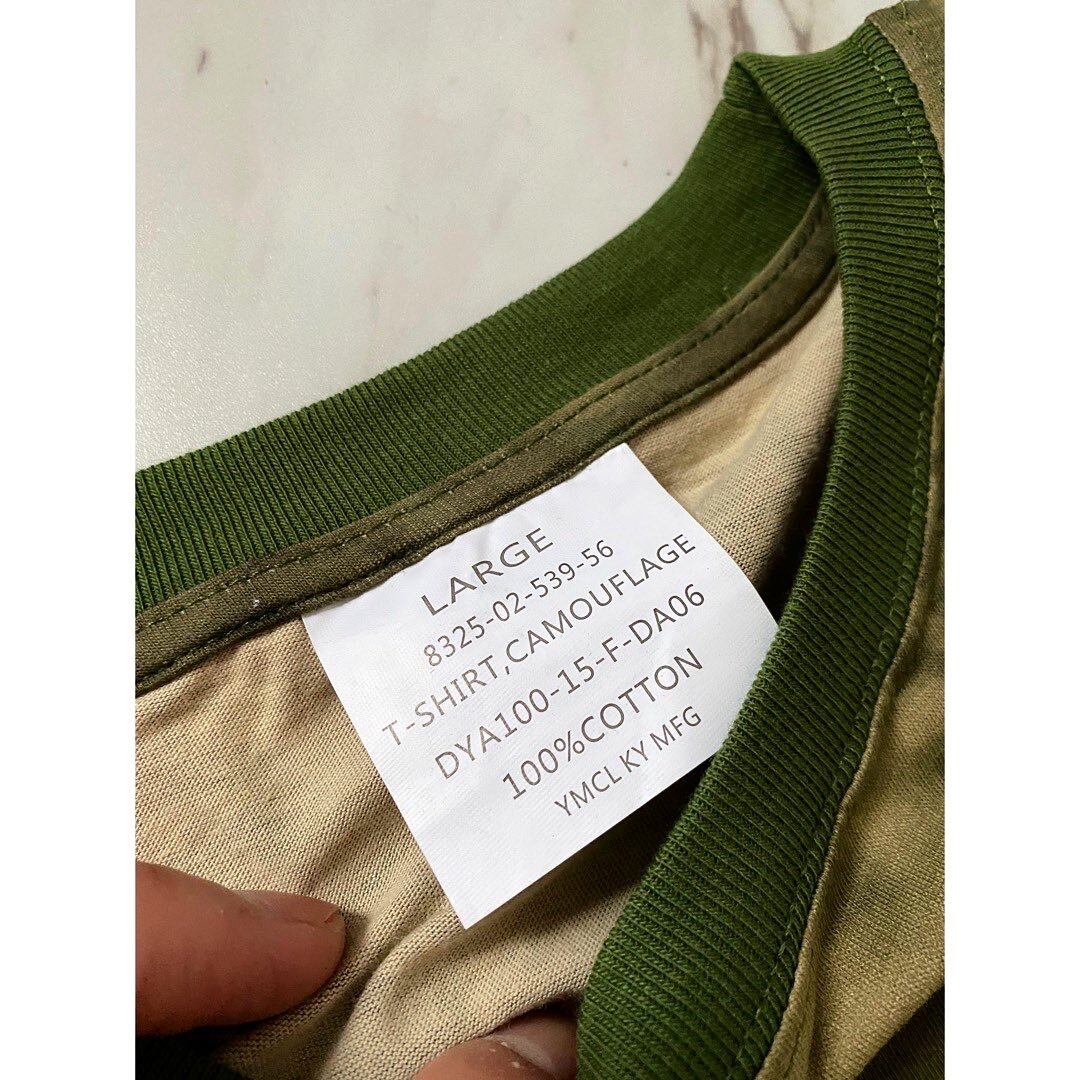 LARGE
8325-02-539-56
T-SHIRT,CAMOUFLAGE
DYA100-15-F-DA06
100%COTTON
YMCL KY MFG